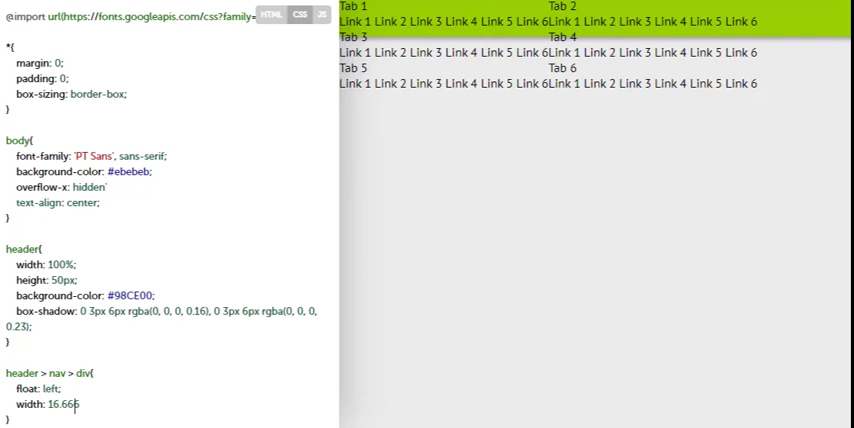 @import url(https://fonts.googleapis.com/css?family=
HTML CSS JS
*{
margin: 0;
padding: 0;
box-sizing: border-box;
}
body{
font-family: 'PT Sans', sans-serif;
background-color: #ebebeb;
overflow-x: hidden'
text-align: center;
}
header{
width: 100%;
height: 50px;
background-color: #98CE00;
box-shadow: 0 3px 6px rgba(0, 0, 0, 0.16), 0 3px 6px rgba(0, 0, 0,
0.23);
}
header > nav > div{
float: left;
width: 16.666
}
Tab 1 Tab 2
Link 1 Link 2 Link 3 Link 4 Link 5 Link 6Link 1 Link 2 Link 3 Link 4 Link 5 Link 6
Tab 3 Tab 4
Link 1 Link 2 Link 3 Link 4 Link 5 Link 6Link 1 Link 2 Link 3 Link 4 Link 5 Link 6
Tab 5 Tab 6
Link 1 Link 2 Link 3 Link 4 Link 5 Link 6Link 1 Link 2 Link 3 Link 4 Link 5 Link 6